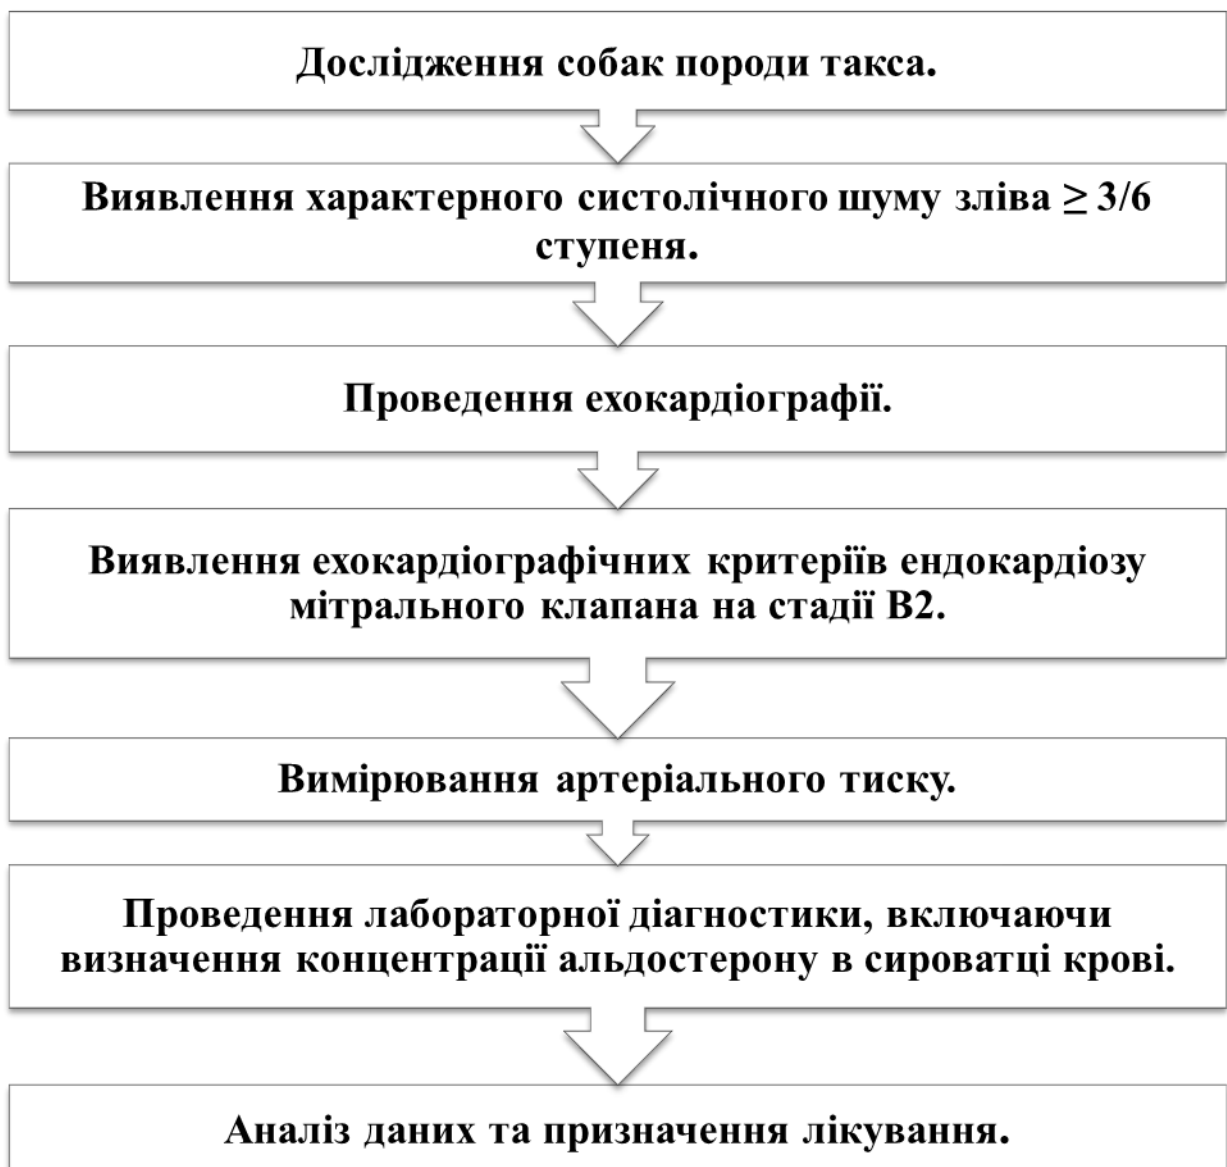 Дослідження собак породи такса.
Виявлення характерного систолічного шуму зліва ≥ 3/6
ступеня.
Проведення ехокардіографії.
Виявлення ехокардіографічних критеріїв ендокардіозу
мітрального клапана на стадії В2.
Вимірювання артеріального тиску.
Проведення лабораторної діагностики, включаючи
визначення концентрації альдостерону в сироватці крові.
Аналіз даних та призначення лікування.